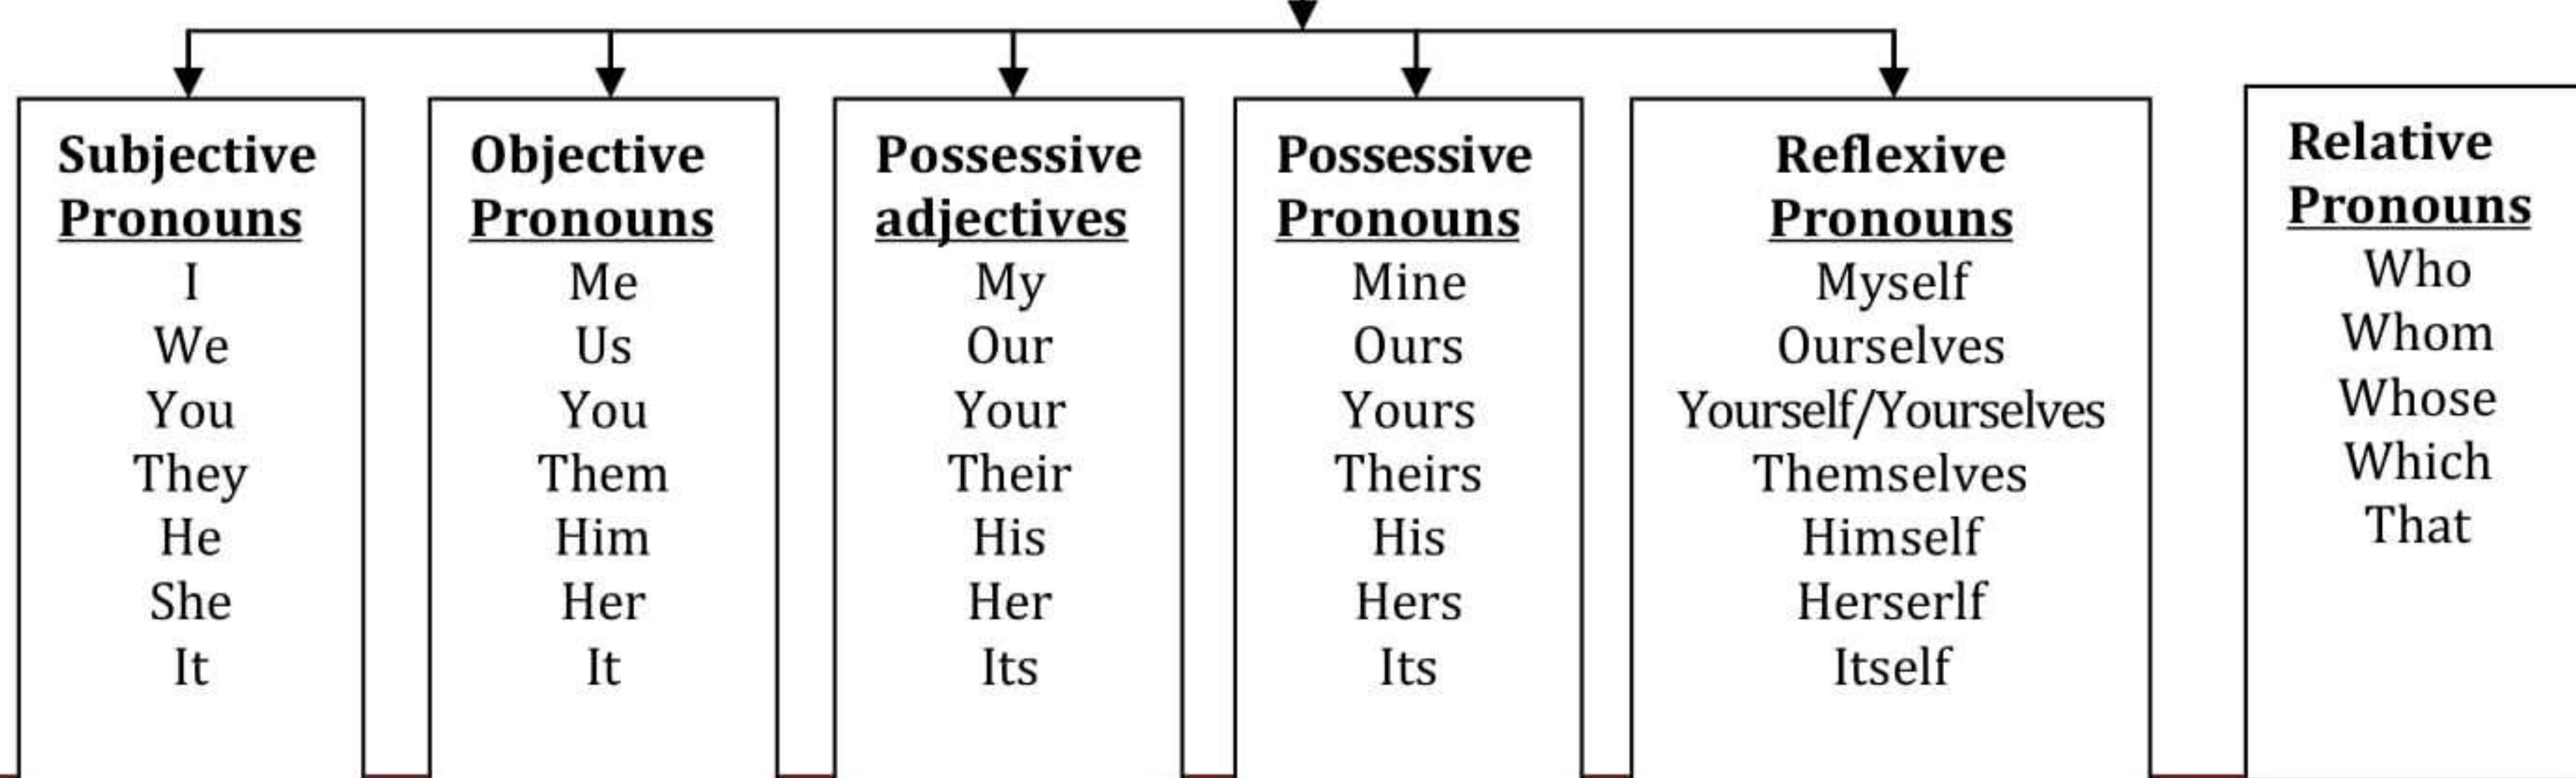 Subjective
Pronouns
I
We
You
They
He
She
It
Objective
Pronouns
Me
Us
You
Them
Him
Her
It
Possessive
adjectives
My
Our
Your
Their
His
Her
Its
Possessive
Pronouns
Mine
Ours
Yours
Theirs
His
Hers
Its
Reflexive
Pronouns
Myself
Ourselves
Yourself/Yourselves
Themselves
Himself
Herserlf
Itself
Relative
Pronouns
Who
Whom
Whose
Which
That